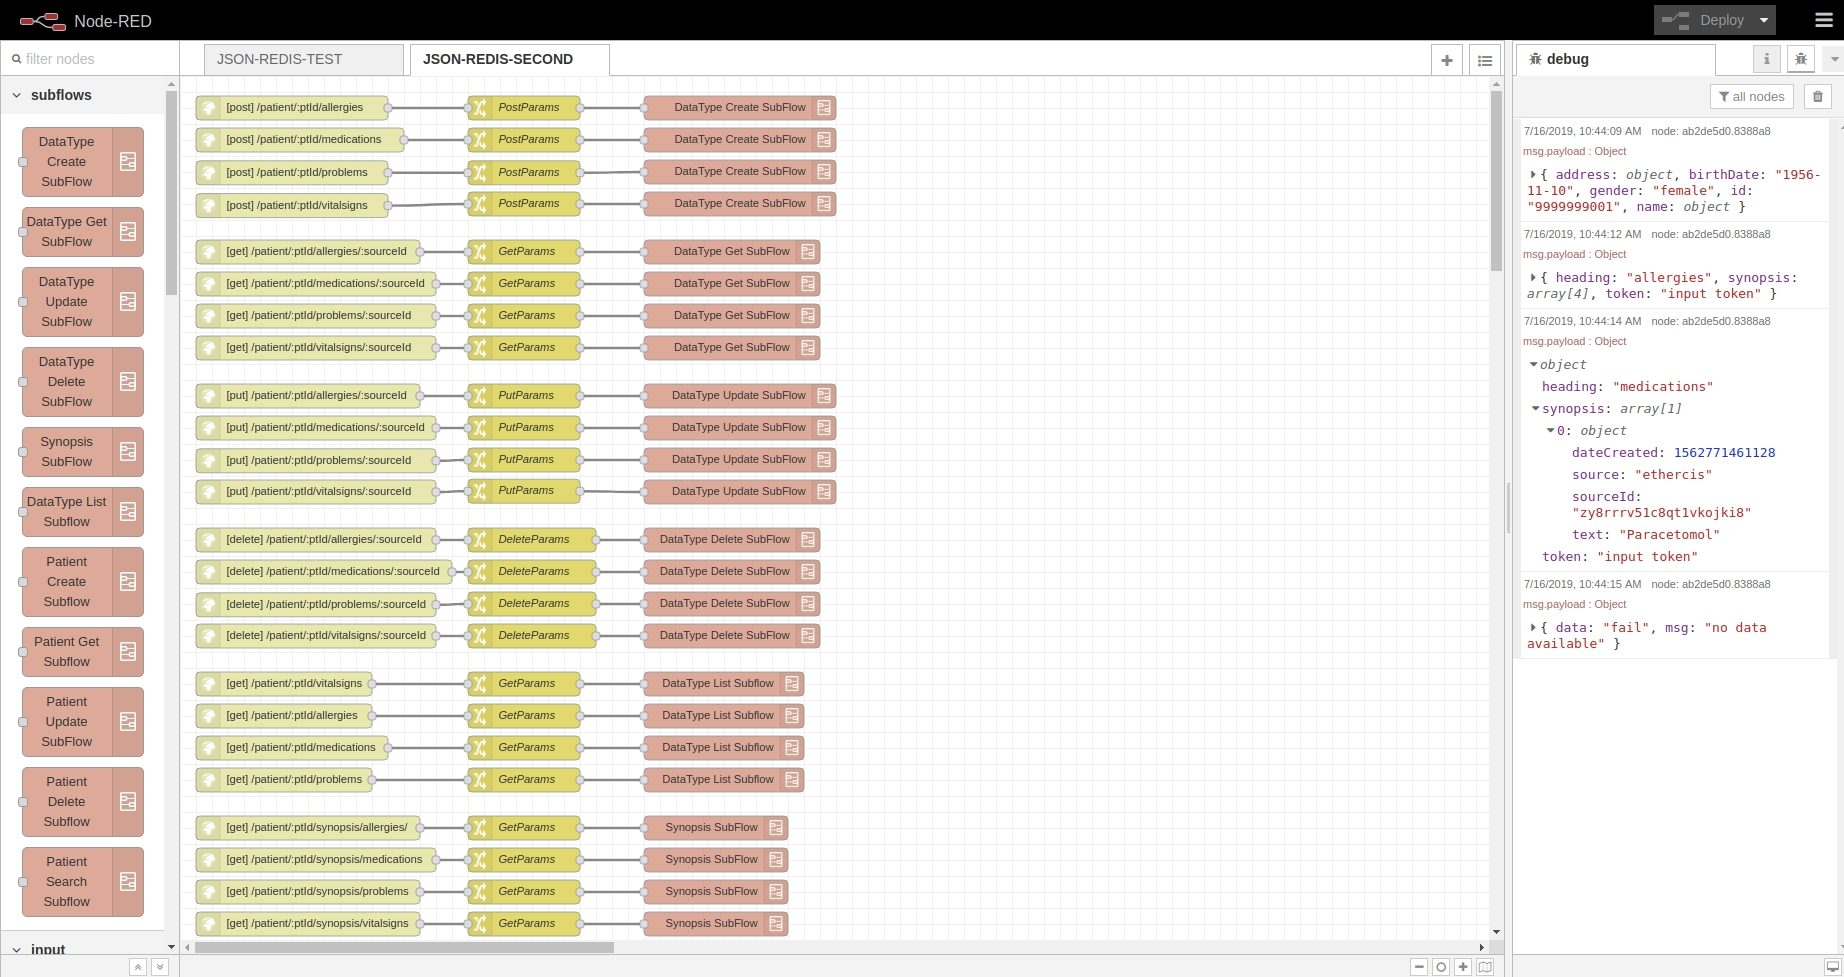 Node-RED
Deploy
filter nodes
JSON-REDIS-TEST
JSON-REDIS-SECOND
debug
i
all nodes
subflows
DataType
Create
SubFlow
DataType Get
SubFlow
DataType
Update
SubFlow
DataType
Delete
SubFlow
Synopsis
SubFlow
DataType List
Subflow
Patient
Create
Subflow
Patient Get
Subflow
Patient
Update
SubFlow
Patient
Delete
Subflow
Patient
Search
Subflow
input
[post] /patient/:ptId/allergies PostParams DataType Create SubFlow
[post] /patient/:ptId/medications PostParams DataType Create SubFlow
[post] /patient/:ptId/problems PostParams DataType Create SubFlow
[post] /patient/:ptId/vitalsigns PostParams DataType Create SubFlow
[get] /patient/:ptId/allergies/:sourceId GetParams DataType Get SubFlow
[get] /patient/:ptId/medications/:sourceId GetParams DataType Get SubFlow
[get] /patient/:ptId/problems/:sourceId GetParams DataType Get SubFlow
[get] /patient/:ptId/vitalsigns/:sourceId GetParams DataType Get SubFlow
[put] /patient/:ptId/allergies/:sourceId PutParams DataType Update SubFlow
[put] /patient/:ptId/medications/:sourceId PutParams DataType Update SubFlow
[put] /patient/:ptId/problems/:sourceId PutParams DataType Update SubFlow
[put] /patient/:ptId/vitalsigns/:sourceId PutParams DataType Update SubFlow
[delete] /patient/:ptId/allergies/:sourceId DeleteParams DataType Delete SubFlow
[delete] /patient/:ptId/medications/:sourceId DeleteParams DataType Delete SubFlow
[delete] /patient/:ptId/problems/:sourceId DeleteParams DataType Delete SubFlow
[delete] /patient/:ptId/vitalsigns/:sourceId DeleteParams DataType Delete SubFlow
[get] /patient/:ptId/vitalsigns GetParams DataType List Subflow
[get] /patient/:ptId/allergies GetParams DataType List Subflow
[get] /patient/:ptId/medications GetParams DataType List Subflow
[get] /patient/:ptId/problems GetParams DataType List Subflow
[get] /patient/:ptId/synopsis/allergies/ GetParams Synopsis SubFlow
[get] /patient/:ptId/synopsis/medications GetParams Synopsis SubFlow
[get] /patient/:ptId/synopsis/problems GetParams Synopsis SubFlow
[get] /patient/:ptId/synopsis/vitalsigns GetParams Synopsis SubFlow
7/16/2019, 10:44:09 AM node: ab2de5d0.8388a8
msg.payload : Object
{ address: object, birthDate: "1956-
11-10", gender: "female", id:
"9999999001", name: object }
7/16/2019, 10:44:12 AM node: ab2de5d0.8388a8
msg.payload : Object
{ heading: "allergies", synopsis:
array[4], token: "input token" }
7/16/2019, 10:44:14 AM node: ab2de5d0.8388a8
msg.payload : Object
object
heading: "medications"
synopsis: array[1]
0: object
dateCreated: 1562771461128
source: "ethercis"
sourceId:
"zy8rrrv51c8qt1vkojki8"
text: "Paracetomol"
token: "input token"
7/16/2019, 10:44:15 AM node: ab2de5d0.8388a8
msg.payload : Object
{ data: "fail", msg: "no data
available" }